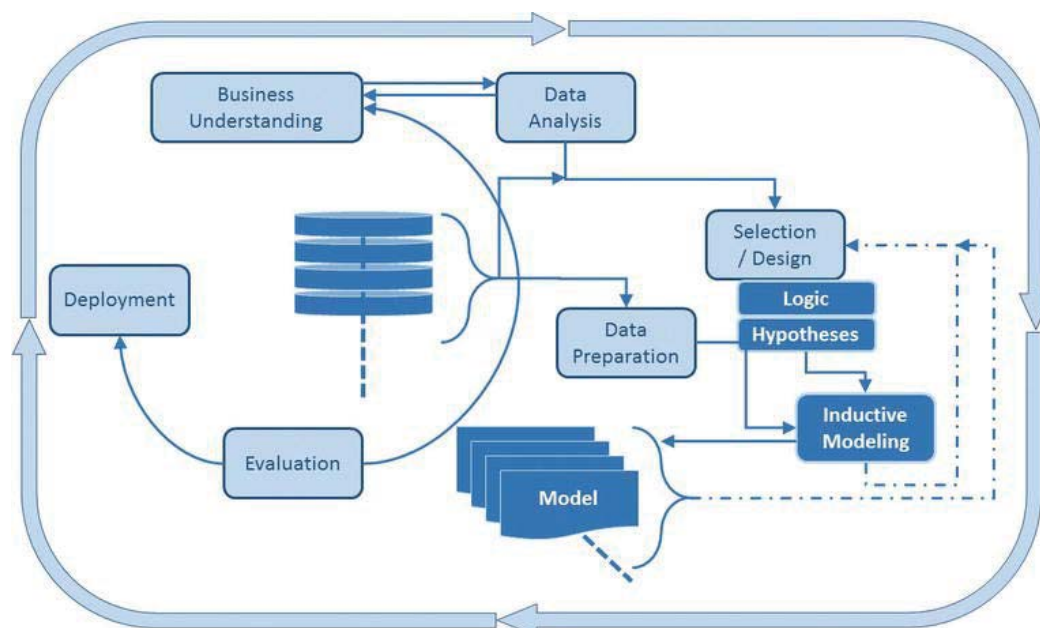 Business
Understanding
Data
Analysis
Selection
/ Design
Logic
Hypotheses
Deployment
Data
Preparation
Inductive
Modeling
Evaluation
Model